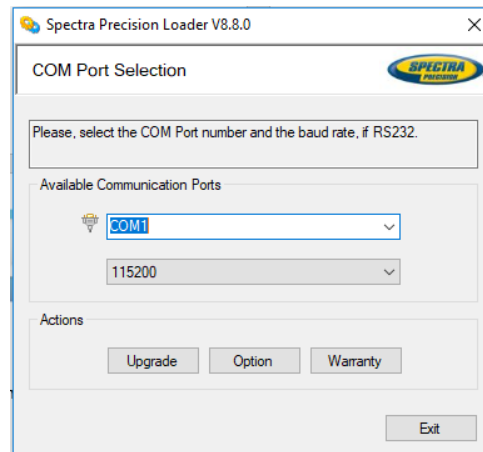 Spectra Precision Loader V8.8.0
COM Port Selection
SPECTRA
PRECISION
Please, select the COM Port number and the baud rate, if RS232.
Available Communication Ports
COM1
115200
Actions
Upgrade Option Warranty
Exit